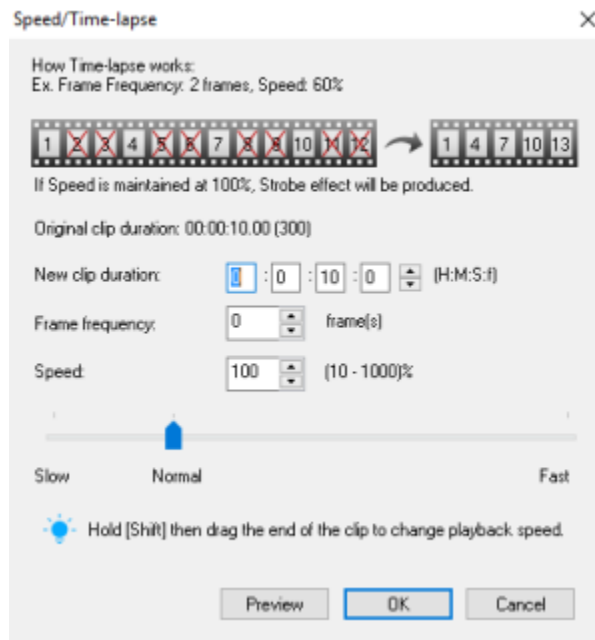 Speed/Time-lapse
How Time-lapse works:
Ex. Frame Frequency: 2 frames, Speed: 60%
1 2 3 4 5 6 7 8 9 10 11 12 1 4 7 10 13
If Speed is maintained at 100%, Strobe effect will be produced.
Original clip duration: 00:00:10.00 (300)
New clip duration: 0 : 0 : 10 : 0 (H:M:S:f)
Frame frequency: 0 frame(s)
Speed: 100 (10 - 1000)%
Slow Normal Fast
Hold [Shift] then drag the end of the clip to change playback speed.
Preview OK Cancel